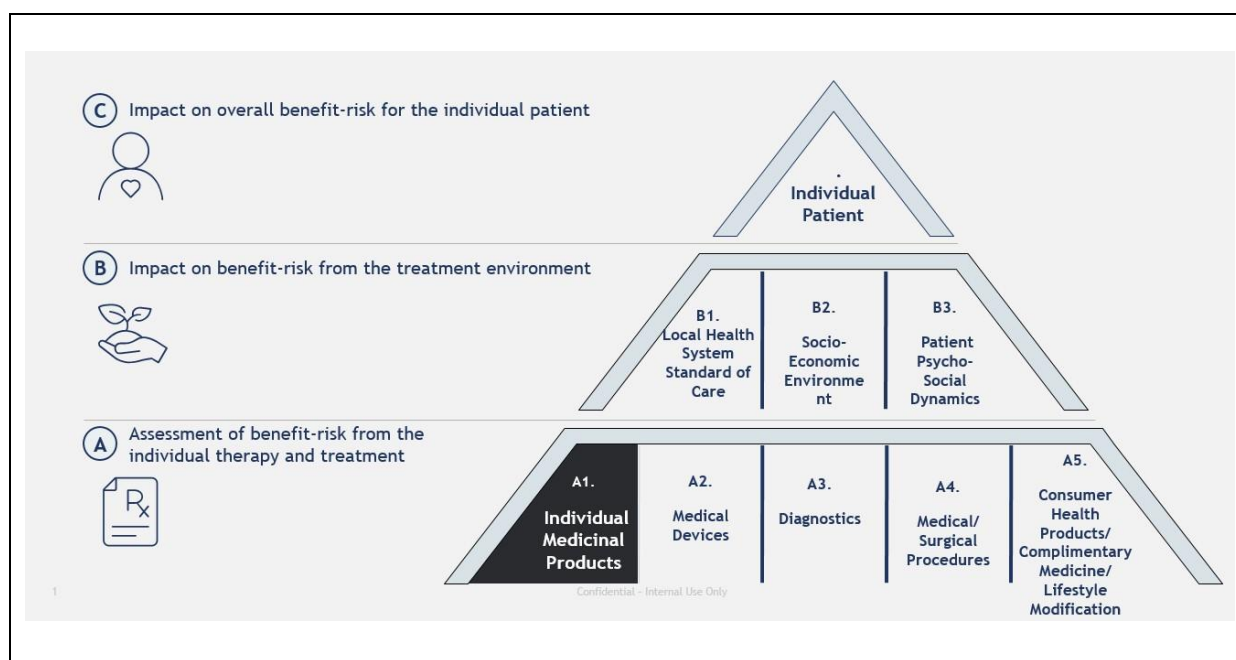 C Impact on overall benefit-risk for the individual patient
.
Individual
Patient
B Impact on benefit-risk from the treatment environment
B1.
Local Health
System
Standard of
Care
B2.
Socio-
Economic
Environme
nt
B3.
Patient
Psycho-
Social
Dynamics
A Assessment of benefit-risk from the
individual therapy and treatment
Rx
A1.
Individual
Medicinal
Products
A2.
Medical
Devices
A3.
Diagnostics
A4.
Medical/
Surgical
Procedures
A5.
Consumer
Health
Products/
Complimentary
Medicine/
Lifestyle
Modification
1
Confidential - Internal Use Only